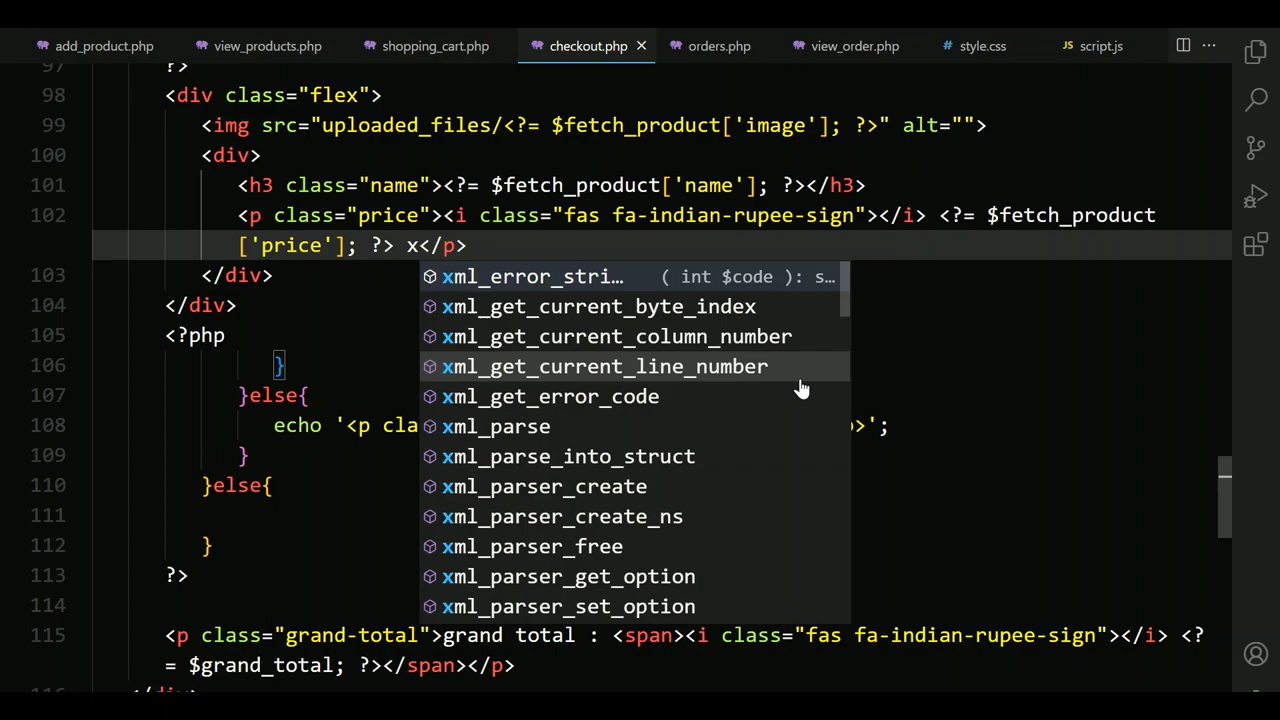 add_product.php view_products.php shopping_cart.php checkout.php orders.php view_order.php # style.css JS script.js
97 ?>
98 <div class="flex">
99 <img src="uploaded_files/<?= $fetch_product['image']; ?>" alt="">
100 <div>
101 <h3 class="name"><?= $fetch_product['name']; ?></h3>
102 <p class="price"><i class="fas fa-indian-rupee-sign"></i> <?= $fetch_product
['price']; ?> x</p>
103 </div>
xml_error_stri… ( int $code ): s…
104 </div>
xml_get_current_byte_index
105 <?php
xml_get_current_column_number
106 }
xml_get_current_line_number
107 }else{
xml_get_error_code
108 echo '<p cla
xml_parse
>';
109 }
xml_parse_into_struct
110 }else{
xml_parser_create
111
xml_parser_create_ns
112 }
xml_parser_free
113 ?>
xml_parser_get_option
114
xml_parser_set_option
115 <p class="grand-total">grand total : <span><i class="fas fa-indian-rupee-sign"></i> <?
= $grand_total; ?></span></p>
116 </div>